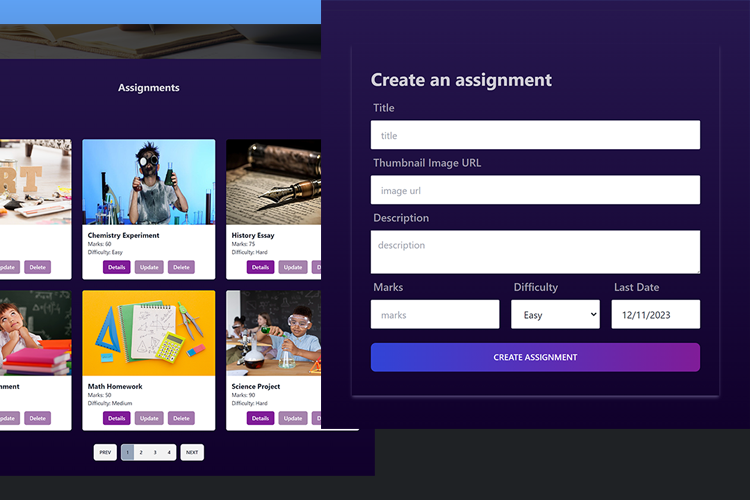 Assignments
RT
Chemistry Experiment
Marks: 60
Difficulty: Easy
Details
Update
Delete
History Essay
Marks: 75
Difficulty: Hard
Details
Update
D
pdate
Delete
nment
pdate
Delete
Math Homework
Marks: 50
Difficulty: Medium
Details
Update
Delete
Science Project
Marks: 90
Difficulty: Hard
Details
Update
D
PREV
1
2
3
4
NEXT
Create an assignment
Title
title
Thumbnail Image URL
image url
Description
description
Marks
Difficulty
Last Date
marks
Easy
12/11/2023
CREATE ASSIGNMENT